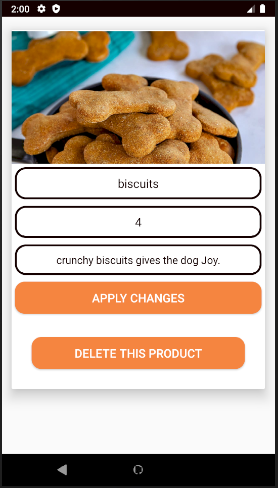 2:00
biscuits
4
crunchy biscuits gives the dog Joy.
APPLY CHANGES
DELETE THIS PRODUCT